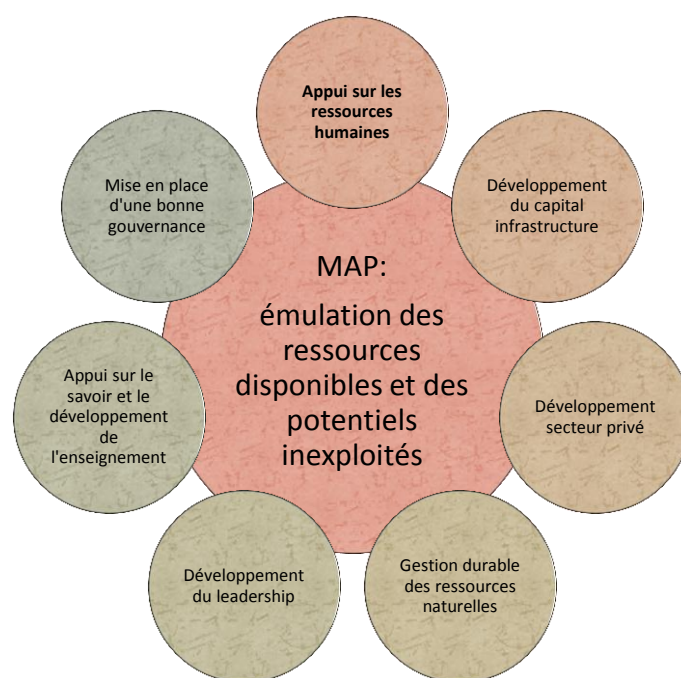 Appui sur les
ressources
humaines
Mise en place
d'une bonne
gouvernance
Développement
du capital
infrastructure
MAP:
émulation des
ressources
disponibles et des
potentiels
inexploités
Appui sur le
savoir et le
développement
de
l'enseignement
Développement
secteur privé
Développement
du leadership
Gestion durable
des ressources
naturelles